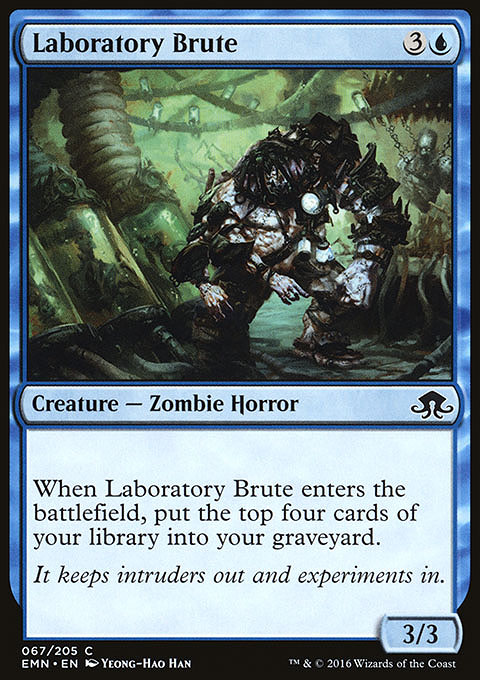 Laboratory Brute 3
Creature — Zombie Horror
When Laboratory Brute enters the
battlefield, put the top four cards of
your library into your graveyard.
It keeps intruders out and experiments in.
3/3
067/205 C
EMN • EN Yeong-Hao Han
™ & © 2016 Wizards of the Coast